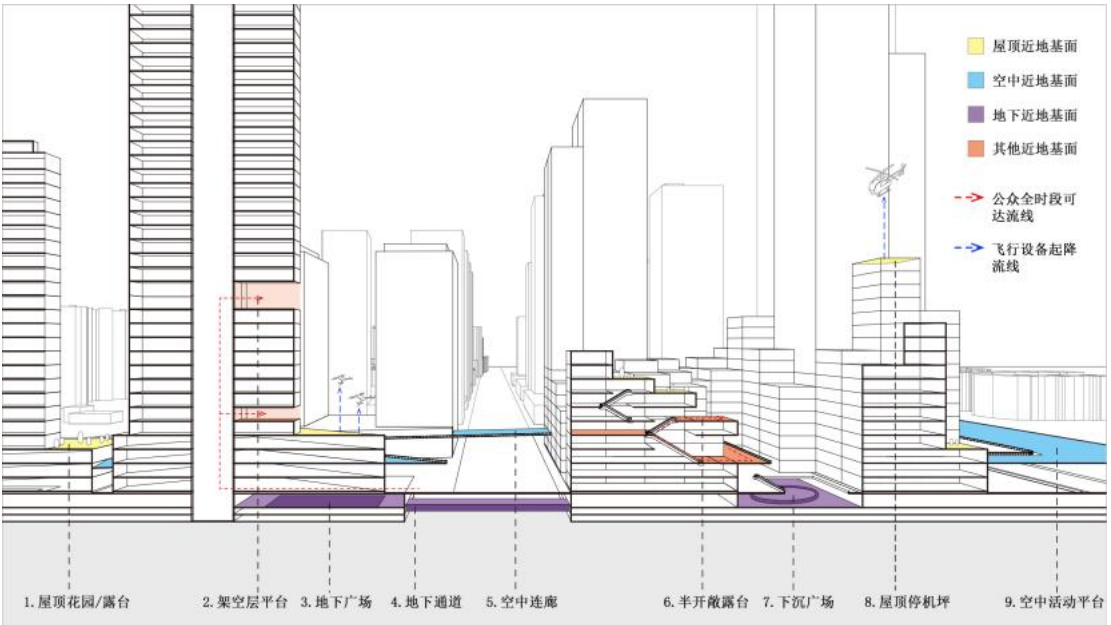 屋顶近地基面
空中近地基面
地下近地基面
其他近地基面
公众全时段可
达流线
飞行设备起降
流线
1.屋顶花园/露台
2.架空层平台
3.地下广场
4.地下通道
5.空中连廊
6.半开敞露台
7.下沉广场
8.屋顶停机坪
9.空中活动平台